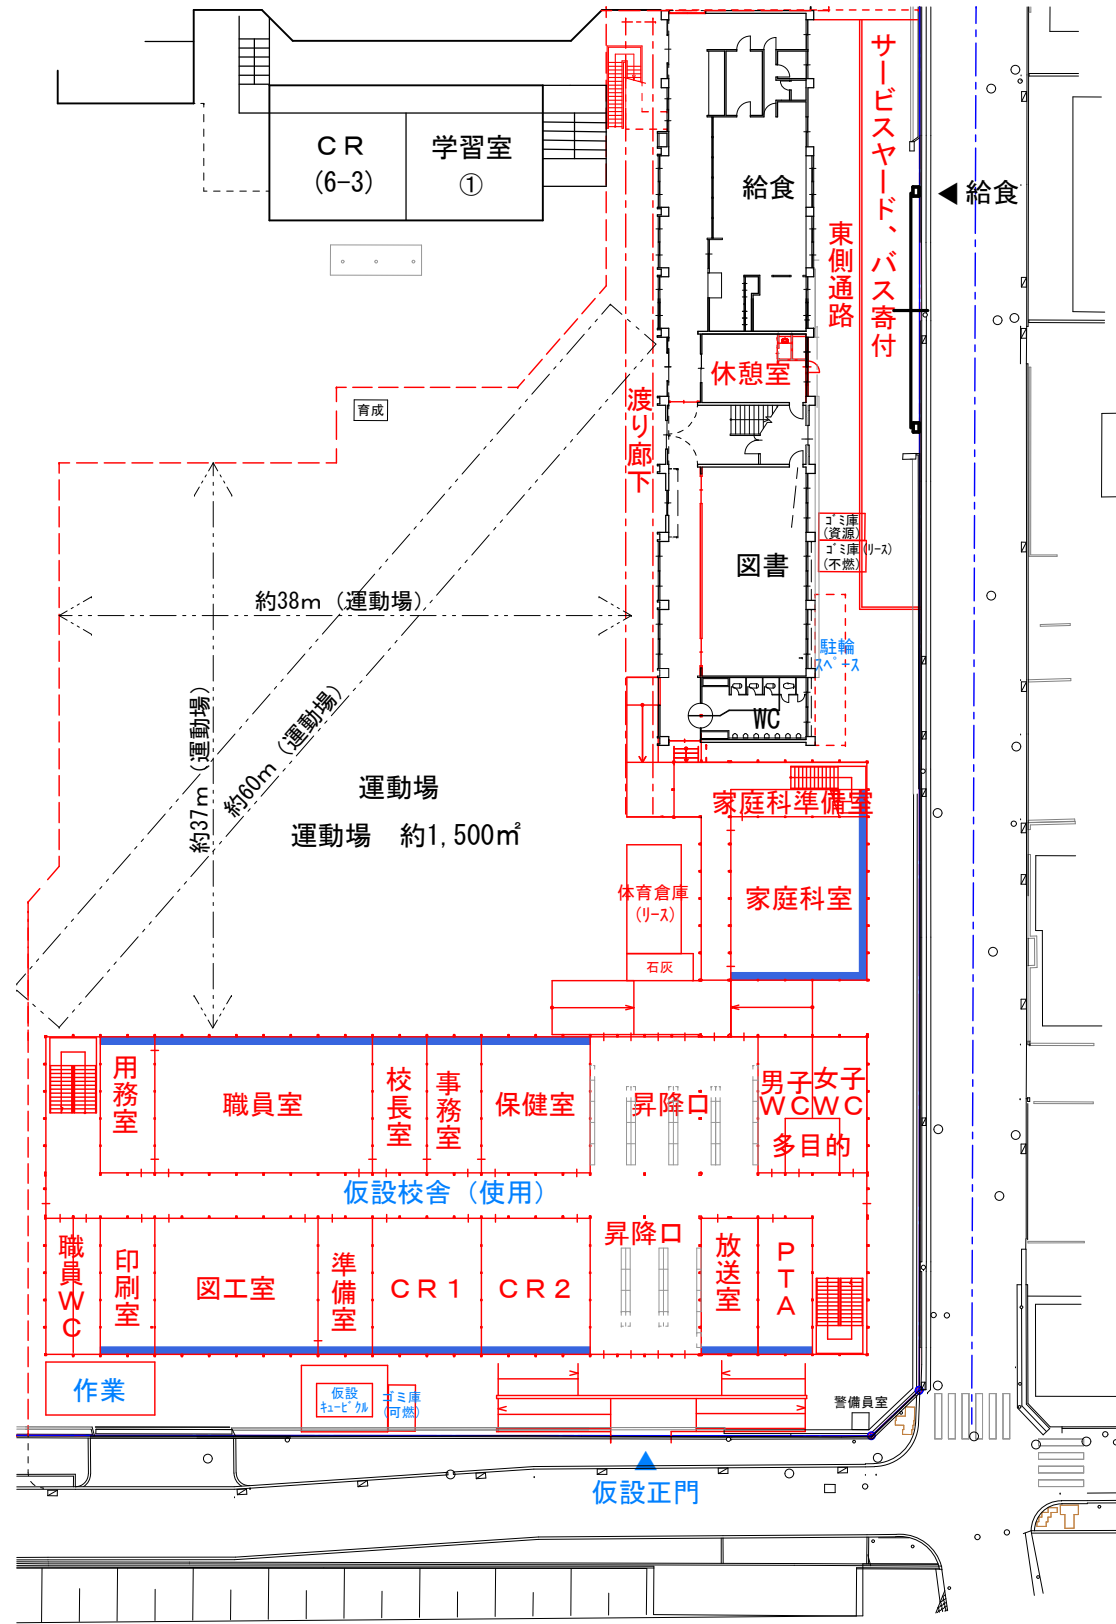 サービスヤード、バス寄付
CR
(6-3)
学習室
①
給食
◀給食
東側通路
休憩室
渡り廊下
育成
ゴミ庫
(資源)
ゴミ庫(リース)
(不燃)
図書
約38m（運動場）
約37m（運動場）
約60m（運動場）
駐輪
スペース
WC
運動場
運動場　約1,500㎡
家庭科準備室
体育倉庫
(リース)
家庭科室
石灰
用務室
職員室
校長室
事務室
保健室
昇降口
男子WC
女子WC
多目的
仮設校舎（使用）
職員WC
印刷室
図工室
準備室
CR1
CR2
昇降口
放送室
PTA
作業
仮設
キュービクル
ゴミ庫
(可燃)
警備員室
仮設正門